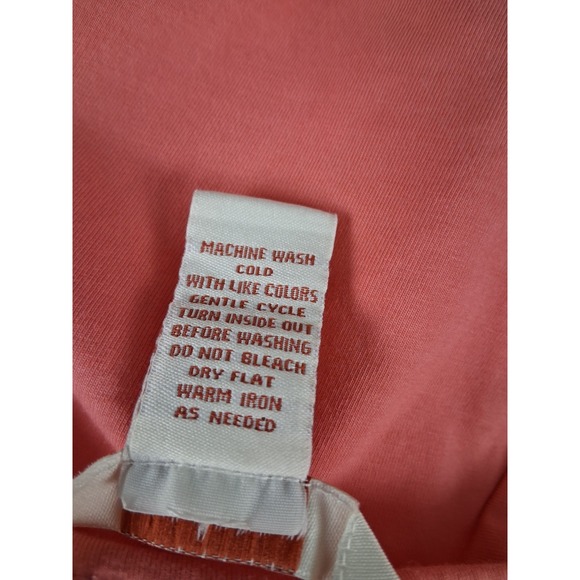 MACHINE WASH
COLD
WITH LIKE COLORS
GENTLE CYCLE
TURN INSIDE OUT
BEFORE WASHING
DO NOT BLEACH
DRY FLAT
WARM IRON
AS NEEDED